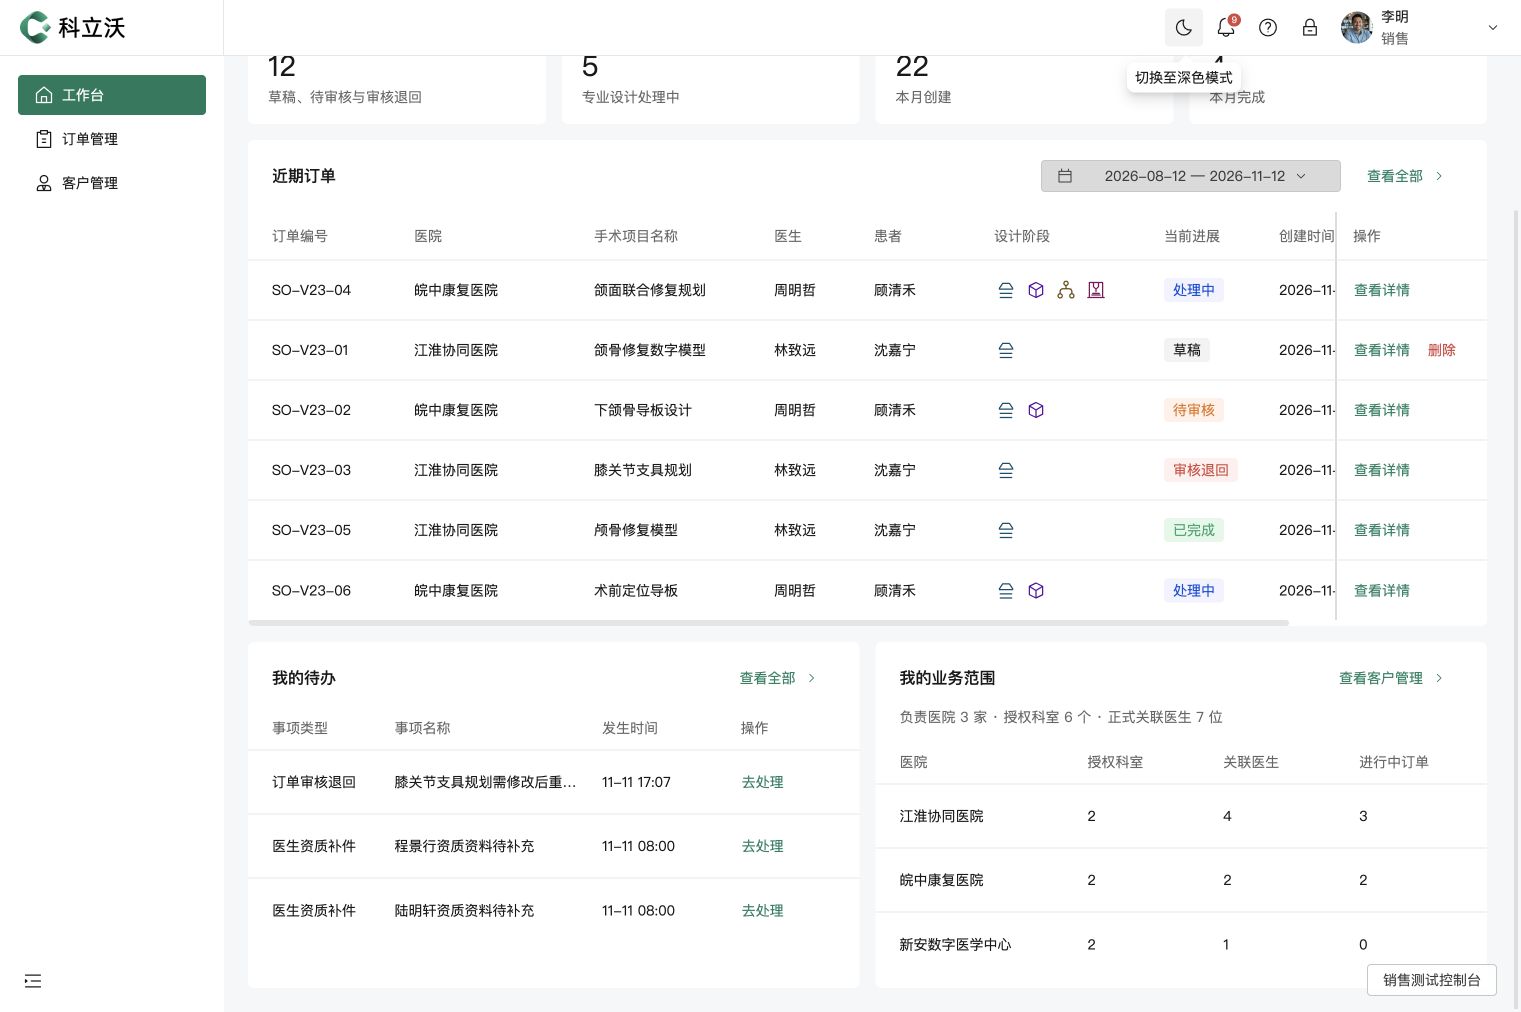 科立沃
9
李明
销售
切换至深色模式
工作台
订单管理
客户管理
12
5
22
4
草稿、待审核与审核退回
专业设计处理中
本月创建
本月完成
近期订单
2026-08-12 — 2026-11-12
查看全部
订单编号 医院 手术项目名称 医生 患者 设计阶段 当前进展 创建时间 操作
SO-V23-04 皖中康复医院 颌面联合修复规划 周明哲 顾清禾 处理中 2026-11- 查看详情
SO-V23-01 江淮协同医院 颌骨修复数字模型 林致远 沈嘉宁 草稿 2026-11- 查看详情 删除
SO-V23-02 皖中康复医院 下颌骨导板设计 周明哲 顾清禾 待审核 2026-11- 查看详情
SO-V23-03 江淮协同医院 膝关节支具规划 林致远 沈嘉宁 审核退回 2026-11- 查看详情
SO-V23-05 江淮协同医院 颅骨修复模型 林致远 沈嘉宁 已完成 2026-11- 查看详情
SO-V23-06 皖中康复医院 术前定位导板 周明哲 顾清禾 处理中 2026-11- 查看详情
我的待办
查看全部
事项类型 事项名称 发生时间 操作
订单审核退回 膝关节支具规划需修改后重... 11-11 17:07 去处理
医生资质补件 程景行资质资料待补充 11-11 08:00 去处理
医生资质补件 陆明轩资质资料待补充 11-11 08:00 去处理
我的业务范围
查看客户管理
负责医院 3 家 · 授权科室 6 个 · 正式关联医生 7 位
医院 授权科室 关联医生 进行中订单
江淮协同医院 2 4 3
皖中康复医院 2 2 2
新安数字医学中心 2 1 0
销售测试控制台